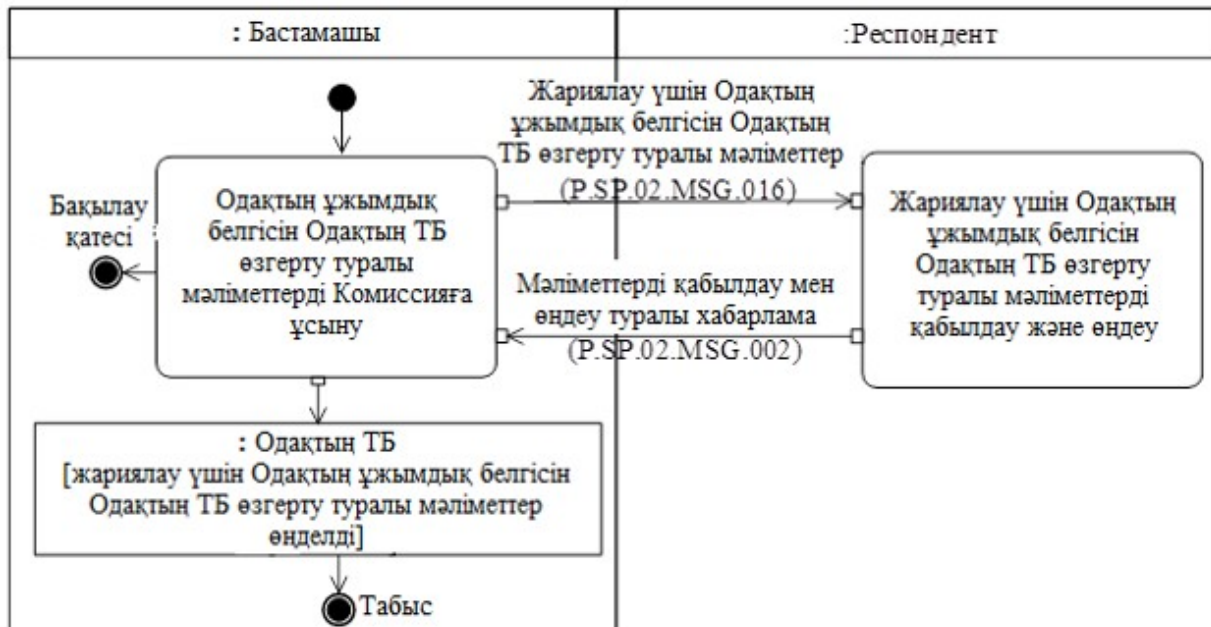 : Бастамашы
:Респондент
Жариялау үшін Одақтың
ұжымдық белгісін Одақтың
ТБ өзгерту туралы мәліметтер
(P.SP.02.MSG.016)
Бақылау
қатесі
Одақтың ұжымдық
белгісін Одақтың ТБ
өзгерту туралы
мәліметтерді Комиссияға
ұсыну
Жариялау үшін Одақтың
ұжымдық белгісін
Одақтың ТБ өзгерту
туралы мәліметтерді
қабылдау және өңдеу
Мәліметтерді қабылдау мен
өңдеу туралы хабарлама
(P.SP.02.MSG.002)
: Одақтың ТБ
[жариялау үшін Одақтың ұжымдық белгісін
Одақтың ТБ өзгерту туралы мәліметтер
өңделді]
Табыс